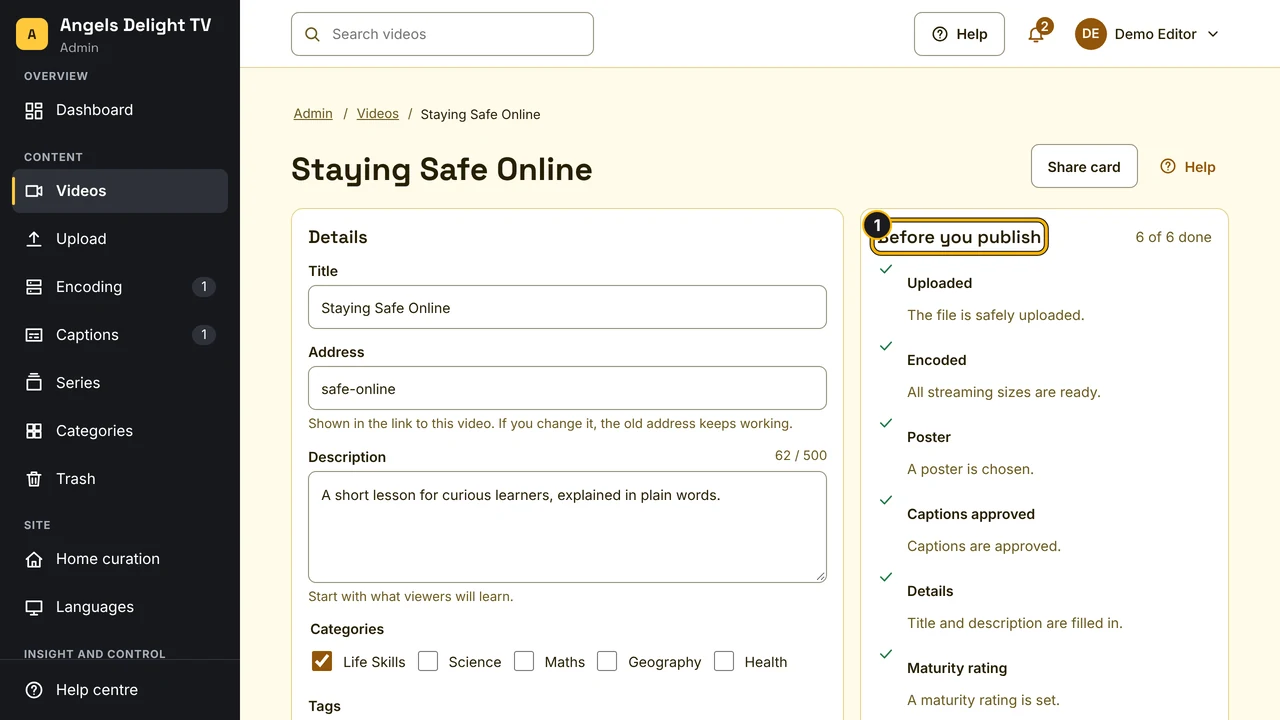 A
Angels Delight TV
Admin
OVERVIEW
Dashboard
CONTENT
Videos
Upload
Encoding 1
Captions 1
Series
Categories
Trash
SITE
Home curation
Languages
INSIGHT AND CONTROL
Help centre
Search videos
Help
2
DE
Demo Editor
Admin / Videos / Staying Safe Online
Staying Safe Online
Share card
Help
Details
Title
Staying Safe Online
Address
safe-online
Shown in the link to this video. If you change it, the old address keeps working.
Description 62 / 500
A short lesson for curious learners, explained in plain words.
Start with what viewers will learn.
Categories
Life Skills Science Maths Geography Health
Tags
1
Before you publish 6 of 6 done
Uploaded
The file is safely uploaded.
Encoded
All streaming sizes are ready.
Poster
A poster is chosen.
Captions approved
Captions are approved.
Details
Title and description are filled in.
Maturity rating
A maturity rating is set.